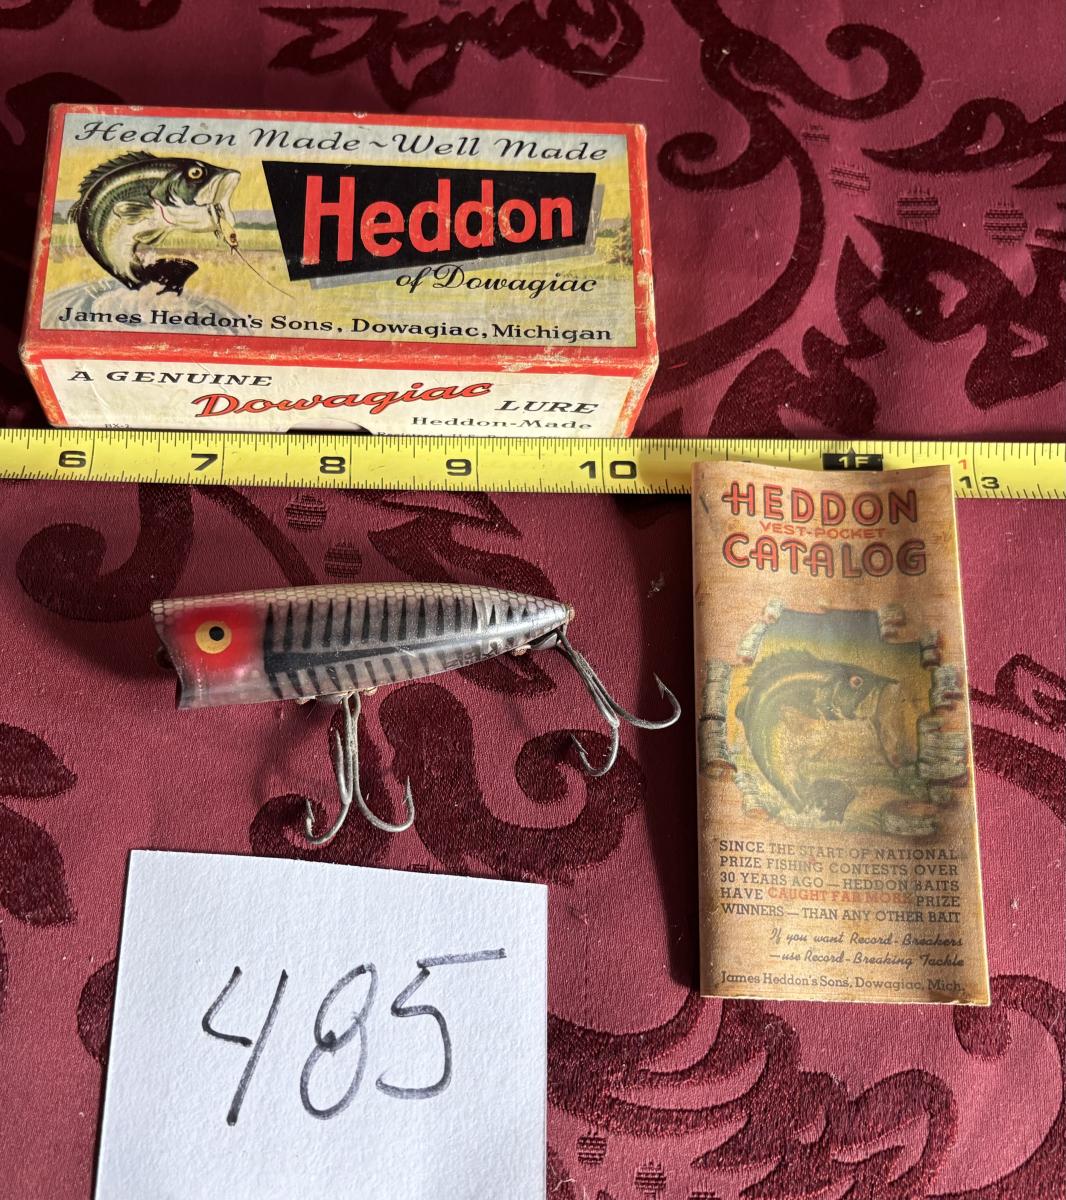 Heddon Made~Well Made
Heddon
of Dowagiac
James Heddon's Sons, Dowagiac, Michigan
A GENUINE
Dowagiac
LURE
Heddon-Made
6 7 8 9 10 1F 1
13
HEDDON
VEST-POCKET
CATALOG
SINCE THE START OF NATIONAL
PRIZE FISHING CONTESTS OVER
30 YEARS AGO — HEDDON BAITS
HAVE CAUGHT FAR MORE PRIZE
WINNERS — THAN ANY OTHER BAIT
If you want Record-Breakers
—use Record-Breaking Tackle
James Heddon's Sons, Dowagiac, Mich.
485